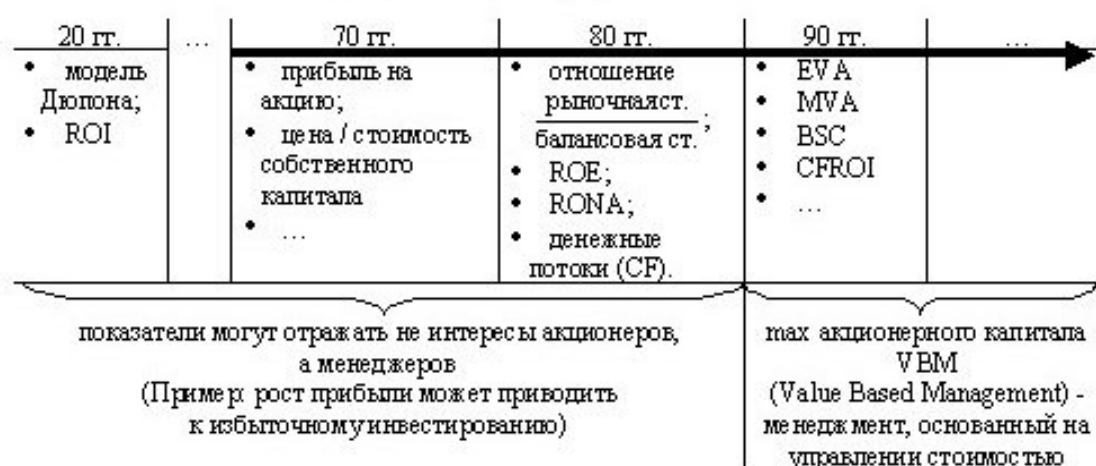 20 гг.
...
70 гг.
80 гг.
90 гг.
...
• модель
Дюпона;
• ROI
• прибыль на
акцию;
• цена / стоимость
собственного
капитала
• ...
• отношение
рыночная ст.
балансовая ст. ;
• ROE;
• RONA;
• денежные
потоки (CF).
• EVA
• MVA
• BSC
• CFROI
• ...
показатели могут отражать не интересы акционеров,
а менеджеров
(Пример: рост прибыли может приводить
к избыточному инвестированию)
max акционерного капитала
VBM
(Value Based Management) -
менеджмент, основанный на
управлении стоимостью